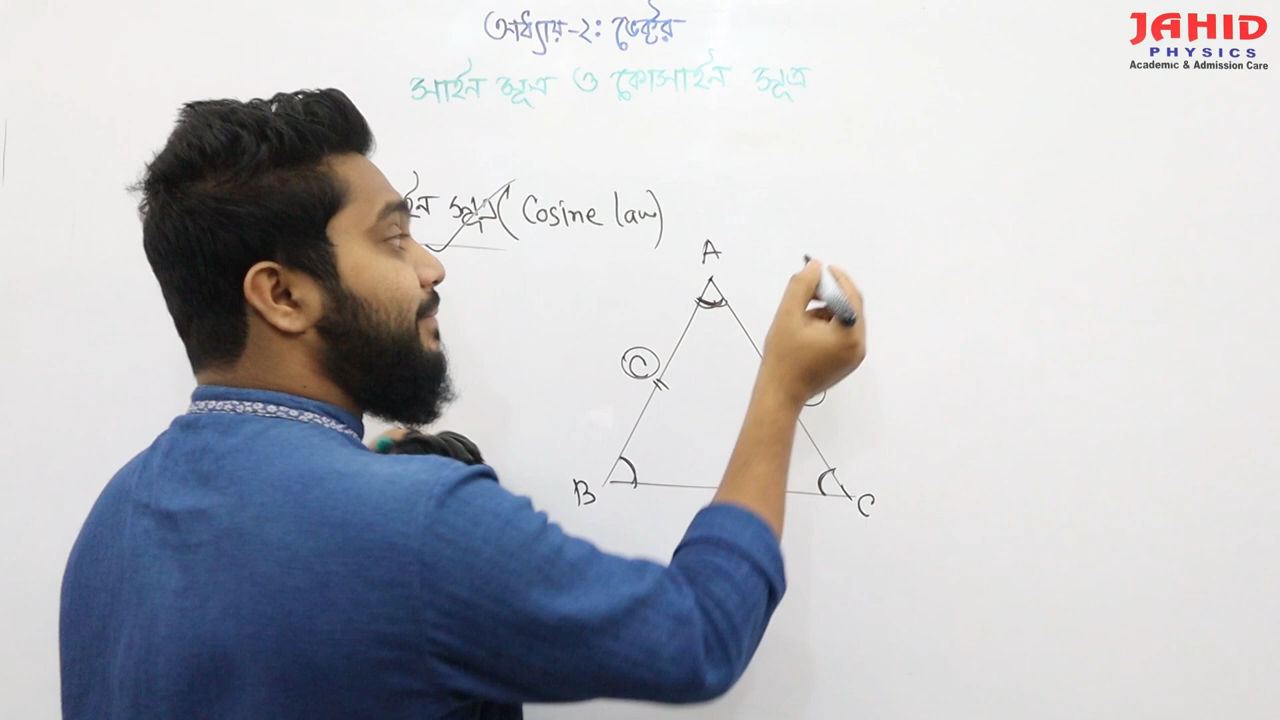 JAHID
PHYSICS
Academic & Admission Care
অধ্যায়-২: ভেক্টর
সাইন সূত্র ও কোসাইন সূত্র
সূত্র (Cosine law)
A
C
B
C